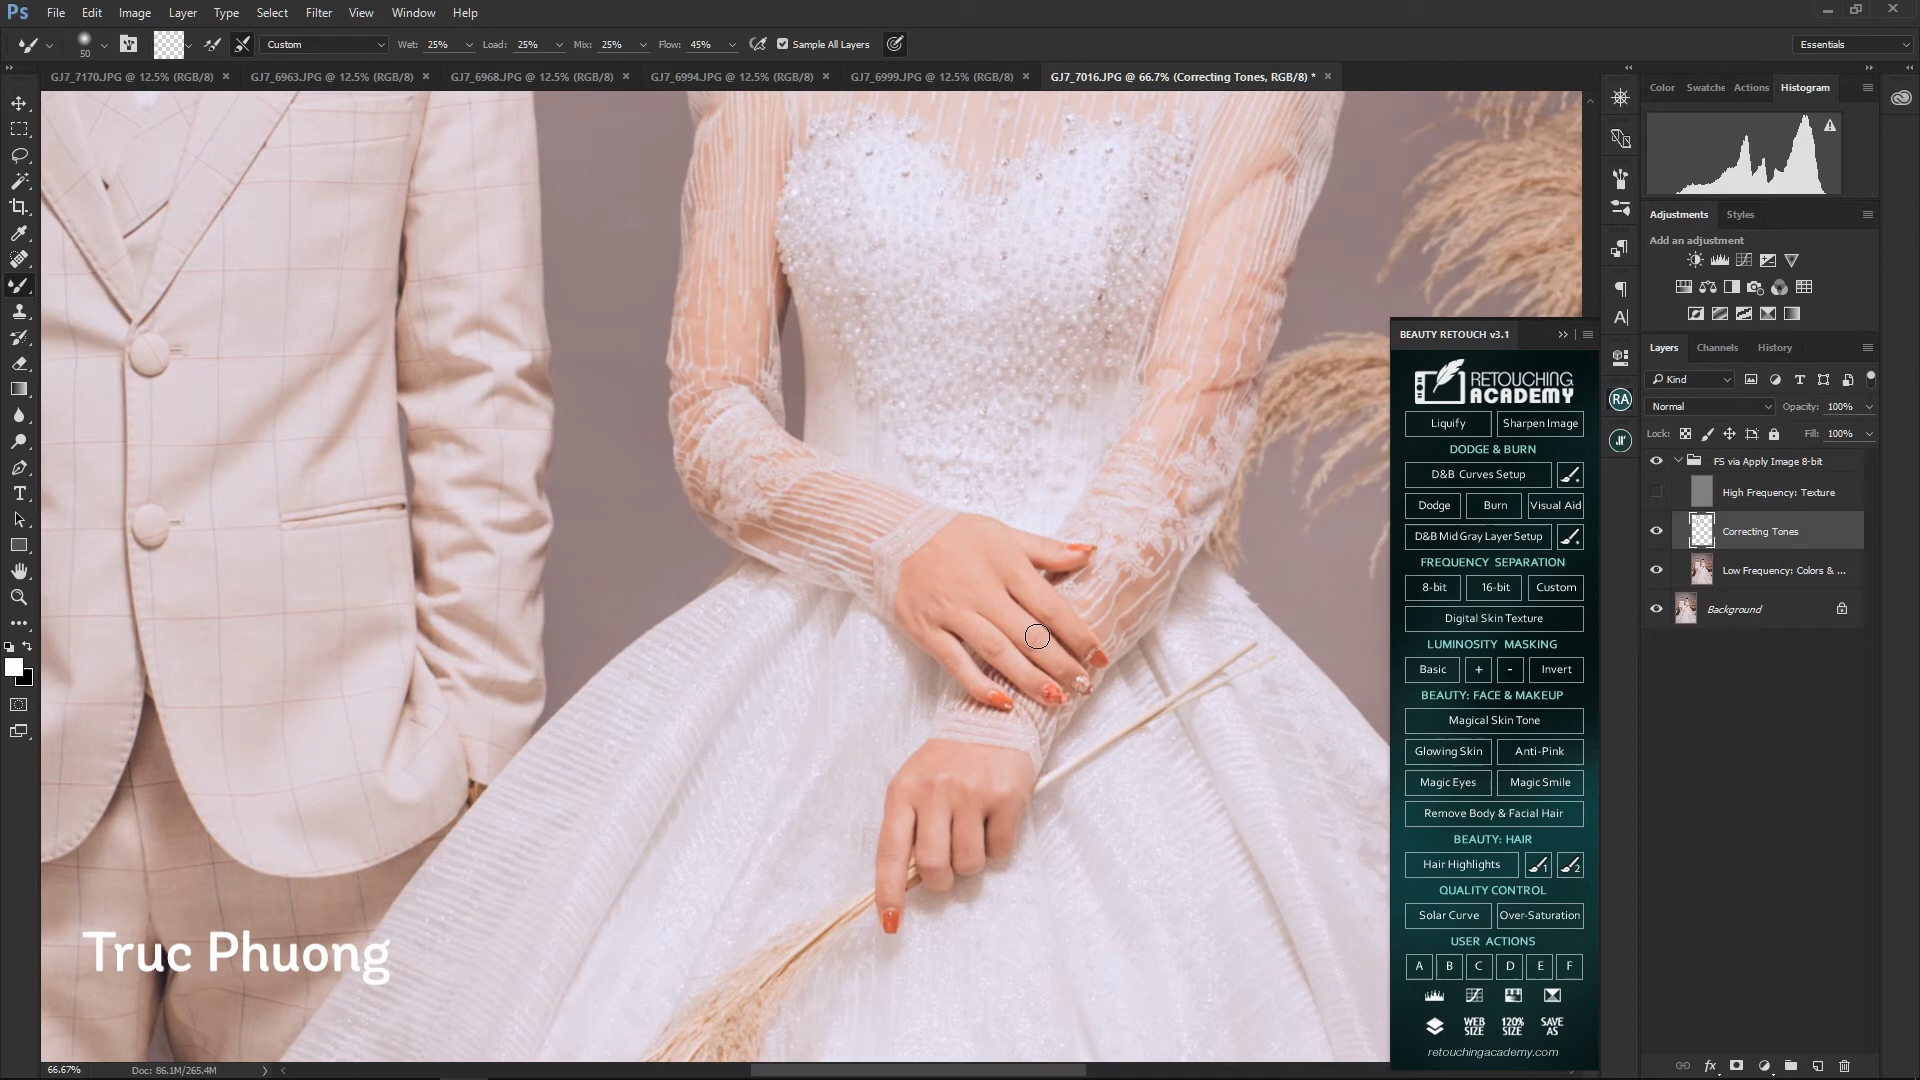 Ps File Edit Image Layer Type Select Filter View Window Help
50 Custom Wet: 25% Load: 25% Mix: 25% Flow: 45% Sample All Layers Essentials
GJ7_7170.JPG @ 12.5% (RGB/8) × GJ7_6963.JPG @ 12.5% (RGB/8) × GJ7_6968.JPG @ 12.5% (RGB/8) × GJ7_6994.JPG @ 12.5% (RGB/8) × GJ7_6999.JPG @ 12.5% (RGB/8) × GJ7_7016.JPG @ 66.7% (Correcting Tones, RGB/8) * ×
Color Swatche Actions Histogram
Adjustments Styles
Add an adjustment
Layers Channels History
Kind
Normal Opacity: 100%
Lock: Fill: 100%
FS via Apply Image 8-bit
High Frequency: Texture
Correcting Tones
Low Frequency: Colors & ...
Background
RA
BEAUTY RETOUCH v3.1
RETOUCHING
ACADEMY
Liquify Sharpen Image
DODGE & BURN
D&B Curves Setup
Dodge Burn Visual Aid
D&B Mid Gray Layer Setup
FREQUENCY SEPARATION
8-bit 16-bit Custom
Digital Skin Texture
LUMINOSITY MASKING
Basic + - Invert
BEAUTY: FACE & MAKEUP
Magical Skin Tone
Glowing Skin Anti-Pink
Magic Eyes Magic Smile
Remove Body & Facial Hair
BEAUTY: HAIR
Hair Highlights 1 2
QUALITY CONTROL
Solar Curve Over-Saturation
USER ACTIONS
A B C D E F
WEB SIZE 120% SIZE SAVE AS
retouchingacademy.com
Truc Phuong
66.67% Doc: 86.1M/265.4M
fx